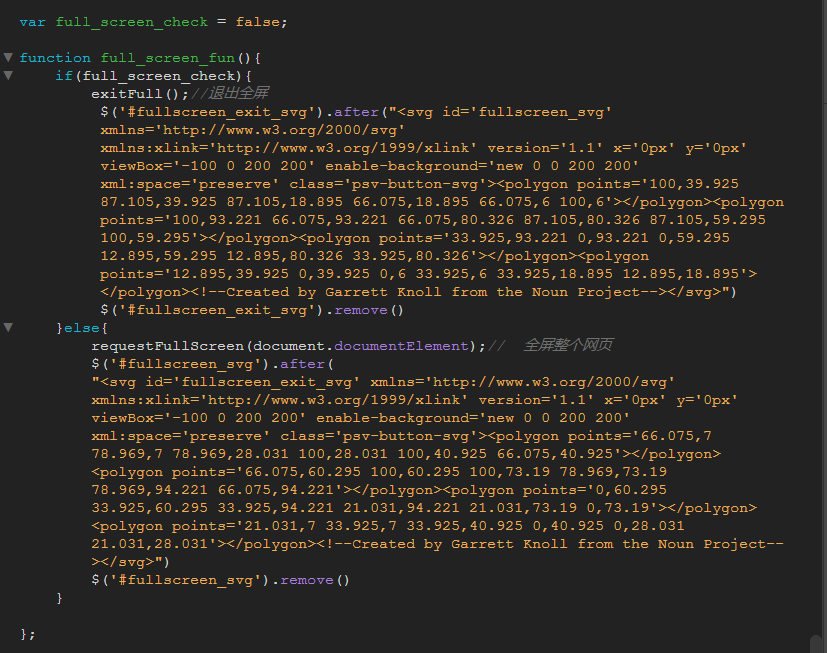 var full_screen_check = false;
function full_screen_fun(){
if(full_screen_check){
exitFull();//退出全屏
$('#fullscreen_exit_svg').after("<svg id='fullscreen_svg'
xmlns='http://www.w3.org/2000/svg'
xmlns:xlink='http://www.w3.org/1999/xlink' version='1.1' x='0px' y='0px'
viewBox='-100 0 200 200' enable-background='new 0 0 200 200'
xml:space='preserve' class='psv-button-svg'><polygon points='100,39.925
87.105,39.925 87.105,18.895 66.075,18.895 66.075,6 100,6'></polygon><polygon
points='100,93.221 66.075,93.221 66.075,80.326 87.105,80.326 87.105,59.295
100,59.295'></polygon><polygon points='33.925,93.221 0,93.221 0,59.295
12.895,59.295 12.895,80.326 33.925,80.326'></polygon><polygon
points='12.895,39.925 0,39.925 0,6 33.925,6 33.925,18.895 12.895,18.895'>
</polygon><!--Created by Garrett Knoll from the Noun Project--></svg>")
$('#fullscreen_exit_svg').remove()
}else{
requestFullScreen(document.documentElement);// 全屏整个网页
$('#fullscreen_svg').after(
"<svg id='fullscreen_exit_svg' xmlns='http://www.w3.org/2000/svg'
xmlns:xlink='http://www.w3.org/1999/xlink' version='1.1' x='0px' y='0px'
viewBox='-100 0 200 200' enable-background='new 0 0 200 200'
xml:space='preserve' class='psv-button-svg'><polygon points='66.075,7
78.969,7 78.969,28.031 100,28.031 100,40.925 66.075,40.925'></polygon>
<polygon points='66.075,60.295 100,60.295 100,73.19 78.969,73.19
78.969,94.221 66.075,94.221'></polygon><polygon points='0,60.295
33.925,60.295 33.925,94.221 21.031,94.221 21.031,73.19 0,73.19'></polygon>
<polygon points='21.031,7 33.925,7 33.925,40.925 0,40.925 0,28.031
21.031,28.031'></polygon><!--Created by Garrett Knoll from the Noun Project--
></svg>")
$('#fullscreen_svg').remove()
}
};